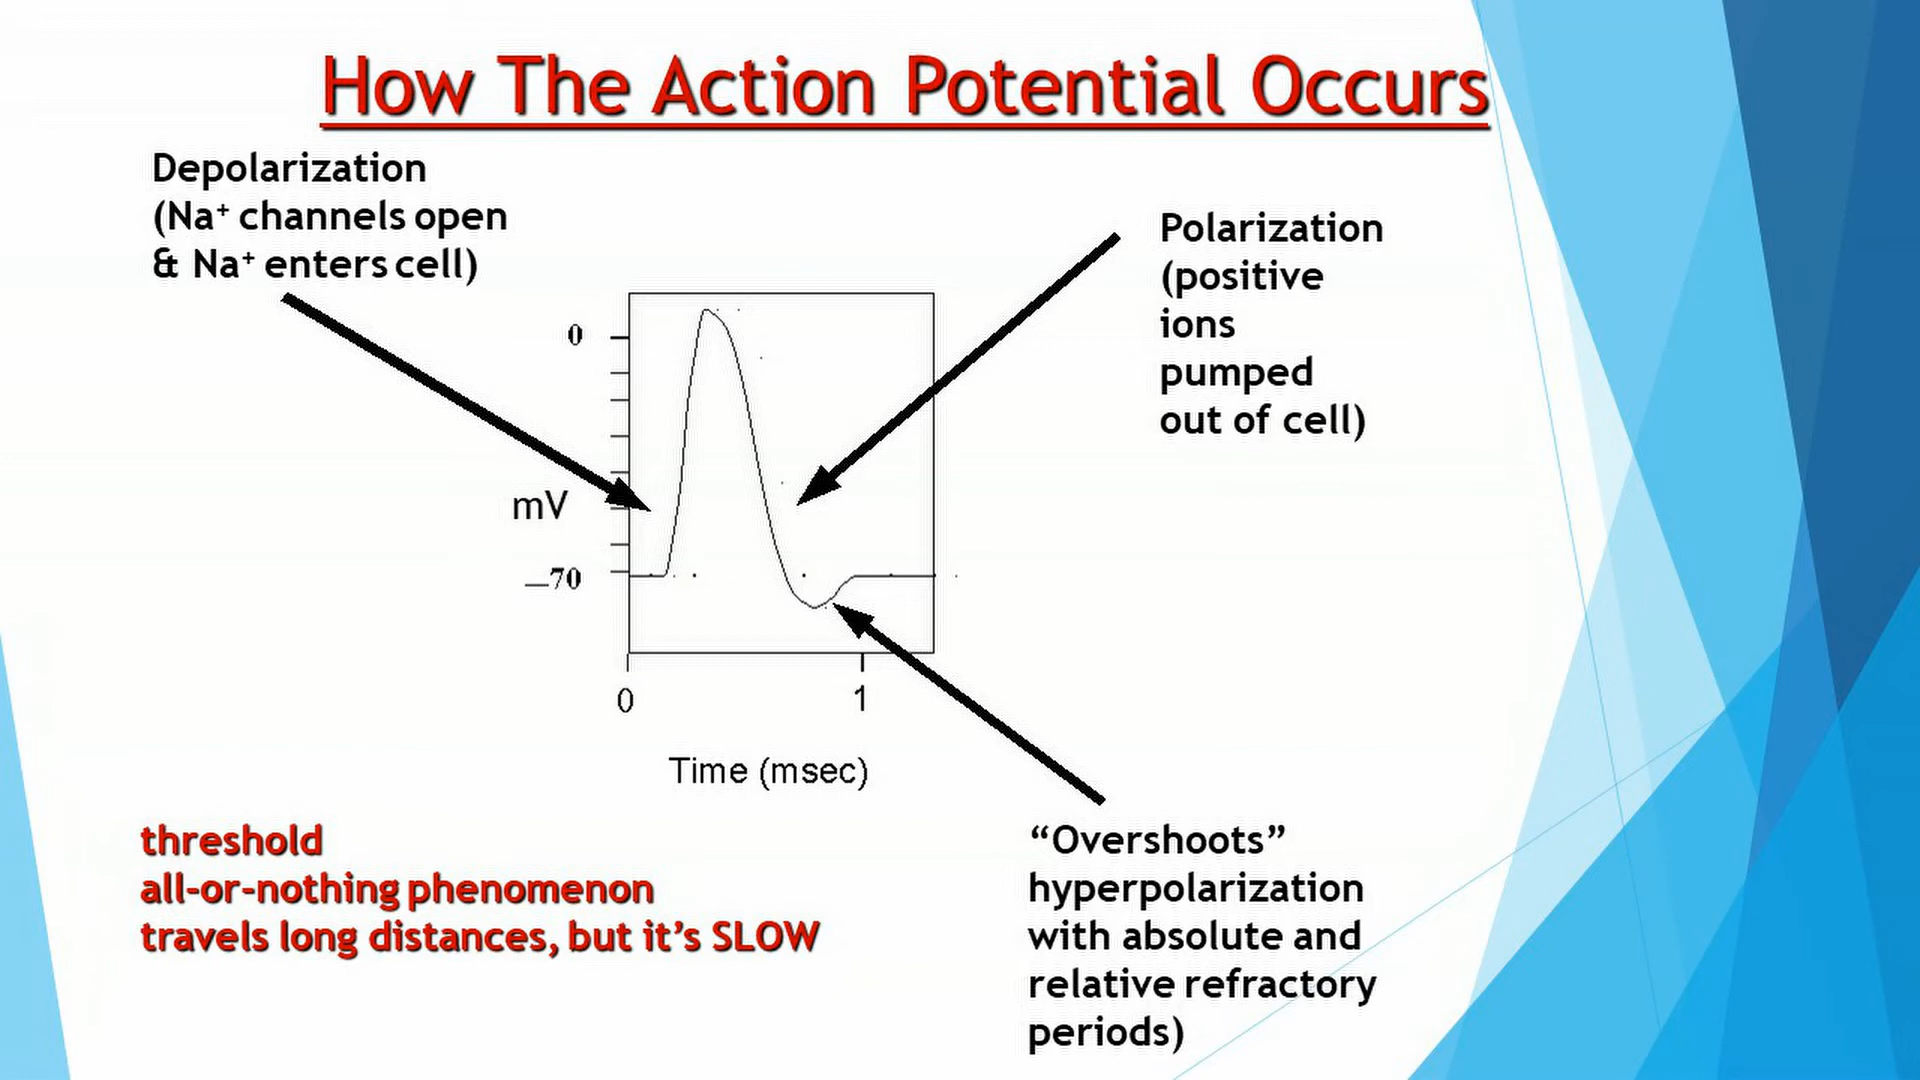 How The Action Potential Occurs
Depolarization
(Na⁺ channels open
& Na⁺ enters cell)
Polarization
(positive
ions
pumped
out of cell)
0
mV
–70
0
1
Time (msec)
threshold
all-or-nothing phenomenon
travels long distances, but it’s SLOW
“Overshoots”
hyperpolarization
with absolute and
relative refractory
periods)